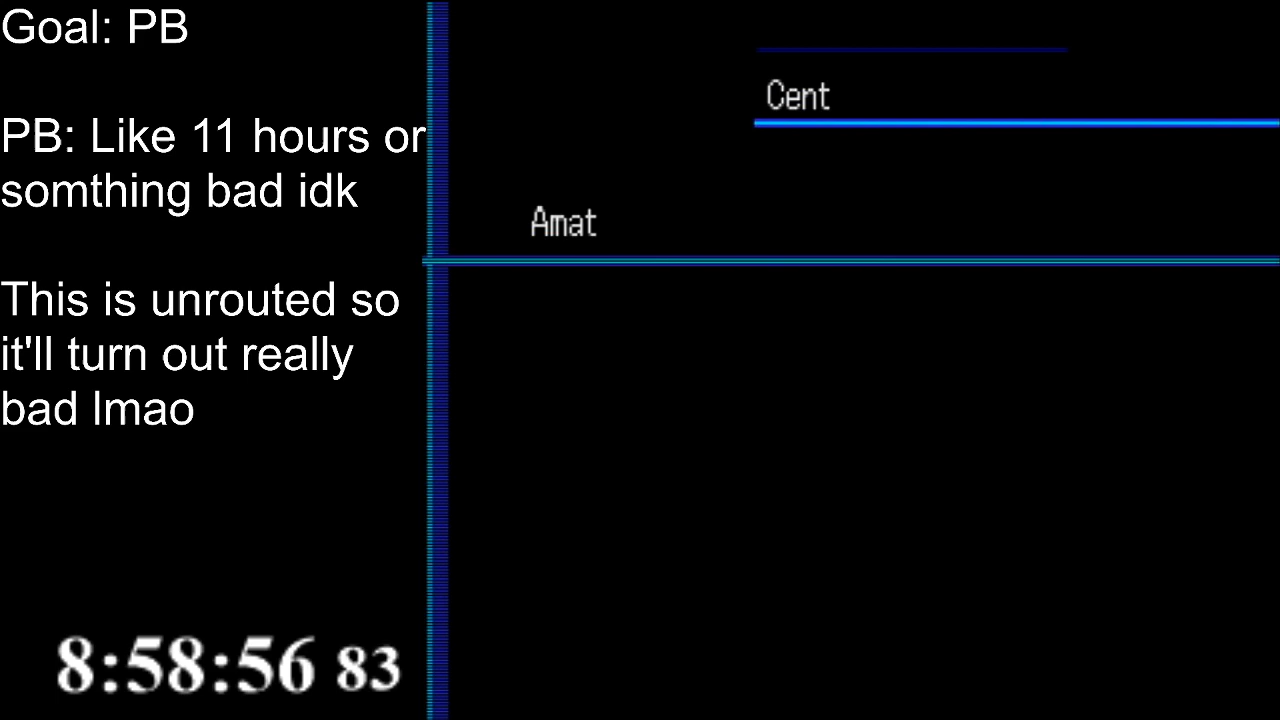 Goal: PB
PB: Like 11 hours or
somthing bad idk
This is unrouted so
it'll turn out really
bad lmao
8:58:56 83
Cent
Amat